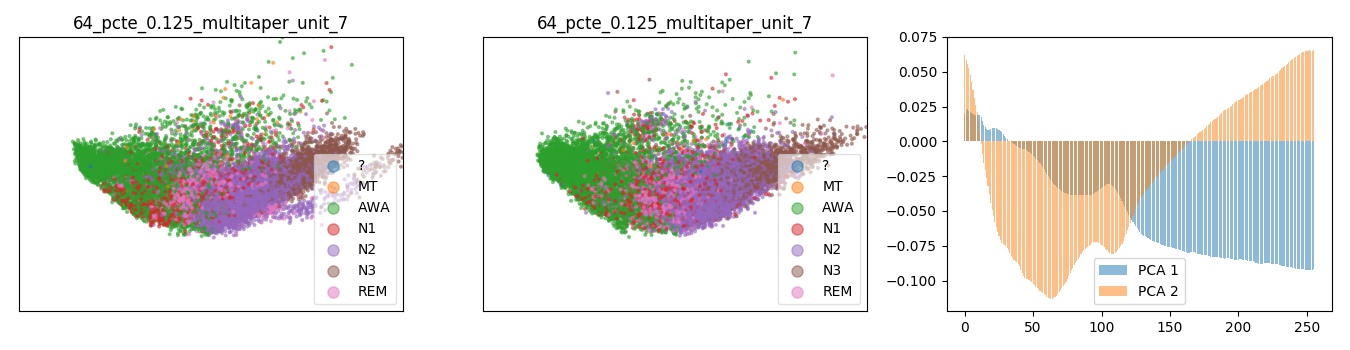 64_pcte_0.125_multitaper_unit_7
?
MT
AWA
N1
N2
N3
REM
64_pcte_0.125_multitaper_unit_7
?
MT
AWA
N1
N2
N3
REM
0.075
0.050
0.025
0.000
−0.025
−0.050
−0.075
−0.100
PCA 1
PCA 2
0 50 100 150 200 250